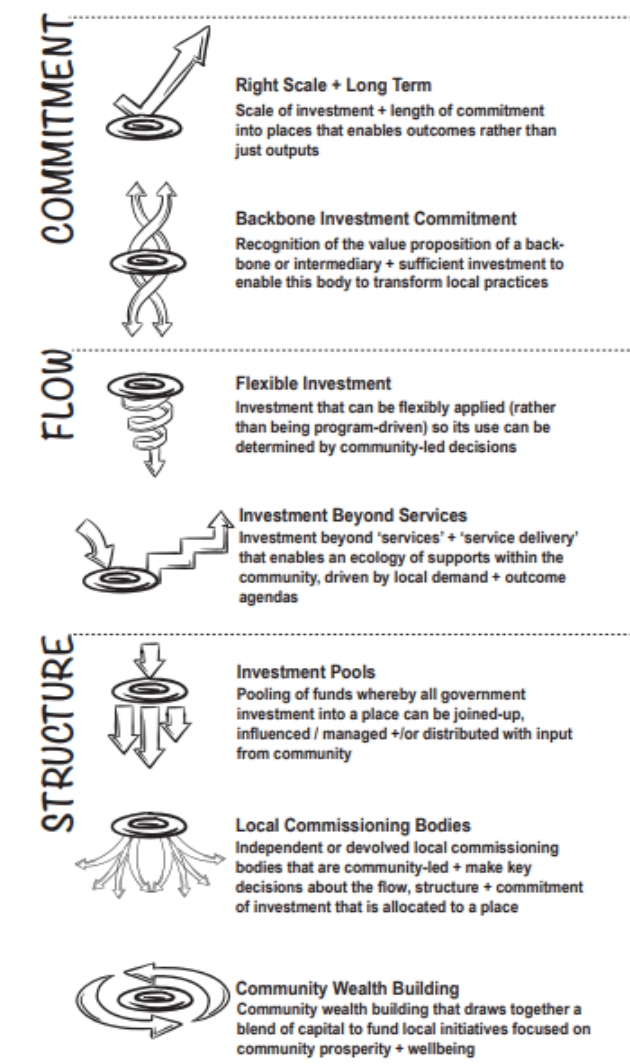 COMMITMENT
Right Scale + Long Term
Scale of investment + length of commitment
into places that enables outcomes rather than
just outputs
Backbone Investment Commitment
Recognition of the value proposition of a back-
bone or intermediary + sufficient investment to
enable this body to transform local practices
FLOW
Flexible Investment
Investment that can be flexibly applied (rather
than being program-driven) so its use can be
determined by community-led decisions
Investment Beyond Services
Investment beyond ‘services’ + ‘service delivery’
that enables an ecology of supports within the
community, driven by local demand + outcome
agendas
STRUCTURE
Investment Pools
Pooling of funds whereby all government
investment into a place can be joined-up,
influenced / managed +/or distributed with input
from community
Local Commissioning Bodies
Independent or devolved local commissioning
bodies that are community-led + make key
decisions about the flow, structure + commitment
of investment that is allocated to a place
Community Wealth Building
Community wealth building that draws together a
blend of capital to fund local initiatives focused on
community prosperity + wellbeing